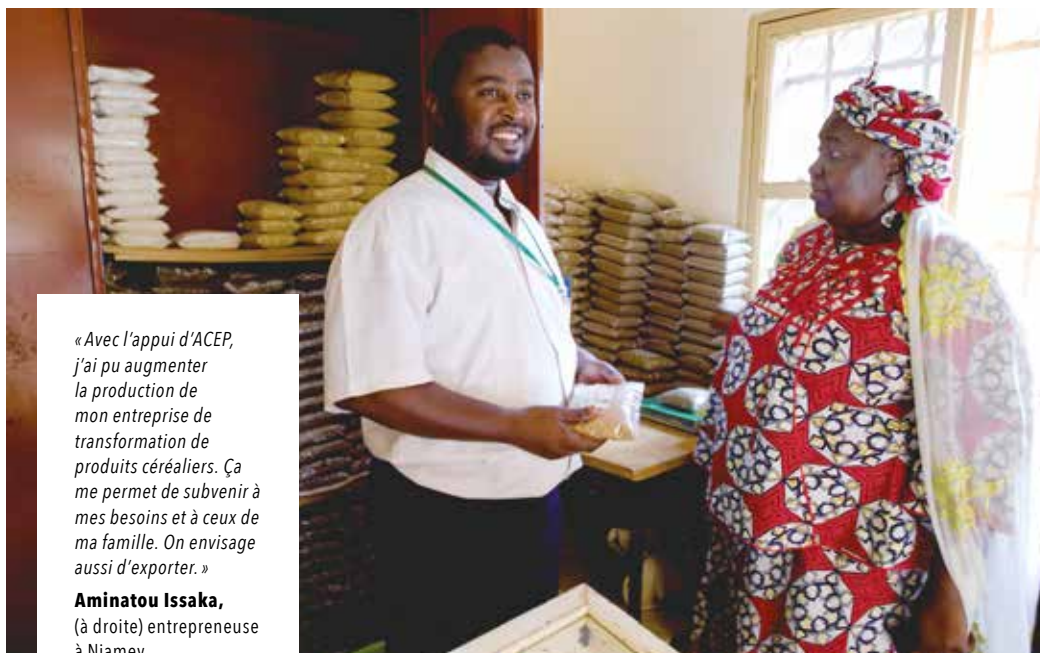 « Avec l’appui d’ACEP,
j’ai pu augmenter
la production de
mon entreprise de
transformation de
produits céréaliers. Ça
me permet de subvenir à
mes besoins et à ceux de
ma famille. On envisage
aussi d’exporter. »
Aminatou Issaka,
(à droite) entrepreneuse
à Niamey